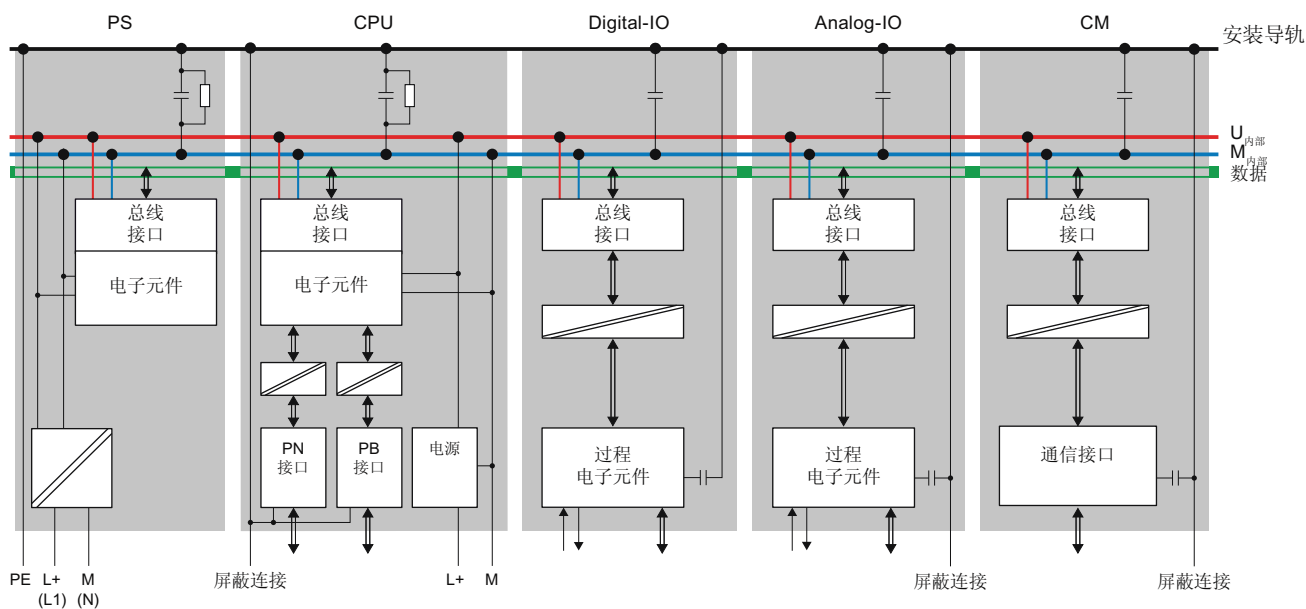 PS
CPU
Digital-IO
Analog-IO
CM
安装导轨
U内部
M内部
数据
总线
接口
电子元件
总线
接口
电子元件
总线
接口
总线
接口
总线
接口
PN
接口
PB
接口
电源
过程
电子元件
过程
电子元件
通信接口
PE
L+
(L1)
M
(N)
屏蔽连接
L+
M
屏蔽连接
屏蔽连接